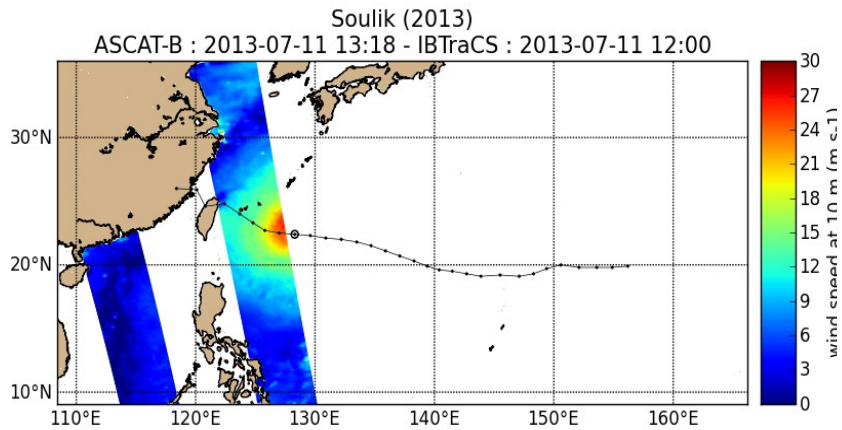 Soulik (2013)
ASCAT-B : 2013-07-11 13:18 - IBTraCS : 2013-07-11 12:00
30°N
20°N
10°N
110°E 120°E 130°E 140°E 150°E 160°E
30
27
24
21
18
15
12
9
6
3
0
wind speed at 10 m (m s-1)